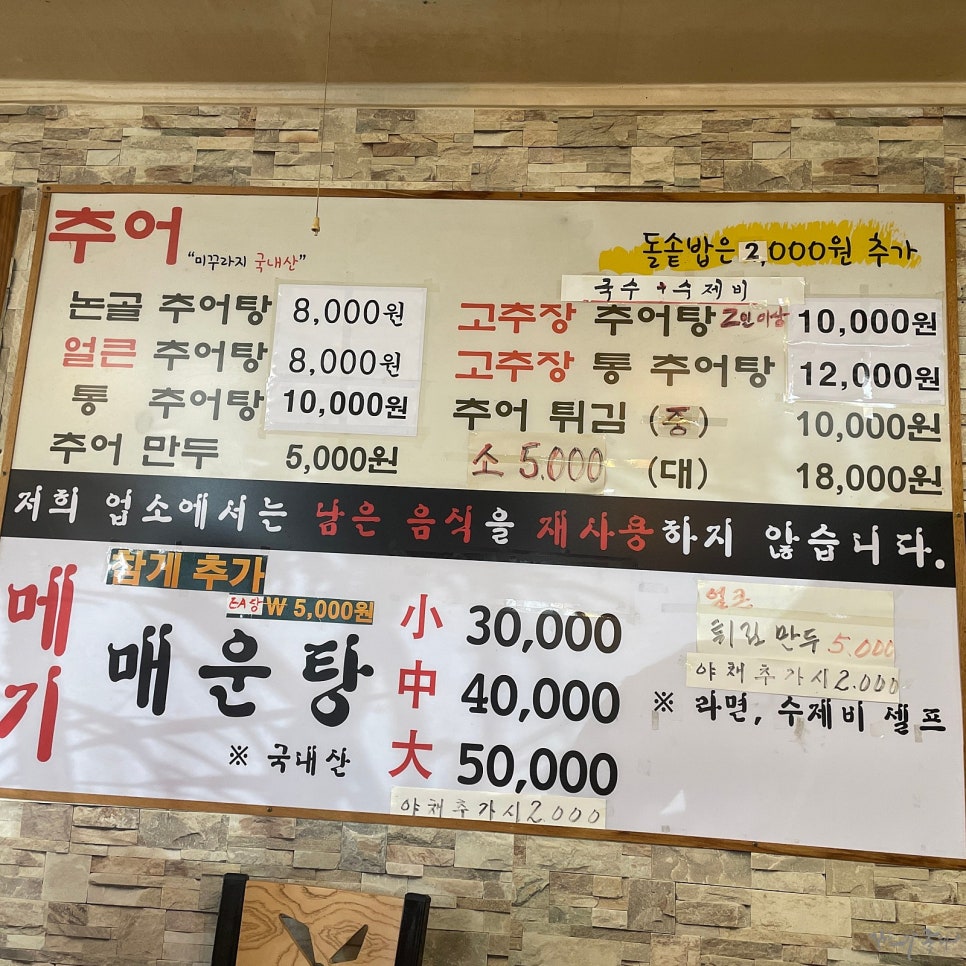 추어
"미꾸라지 국내산"
돌솥밥은 2,000원 추가
국수 + 수제비
논골 추어탕 8,000원
얼큰 추어탕 8,000원
통 추어탕 10,000원
추어 만두 5,000원
고추장 추어탕 2인이상 10,000원
고추장 통 추어탕 12,000원
추어 튀김 (중) 10,000원
소 5.000 (대) 18,000원
저희 업소에서는 남은 음식을 재사용하지 않습니다.
메기
매운탕
참게 추가
EA당 ₩ 5,000원
※ 국내산
小 30,000
中 40,000
大 50,000
야채추가시 2.000
얼큰
튀김만두 5.000
야채추가시 2.000
※ 라면, 수제비 셀프